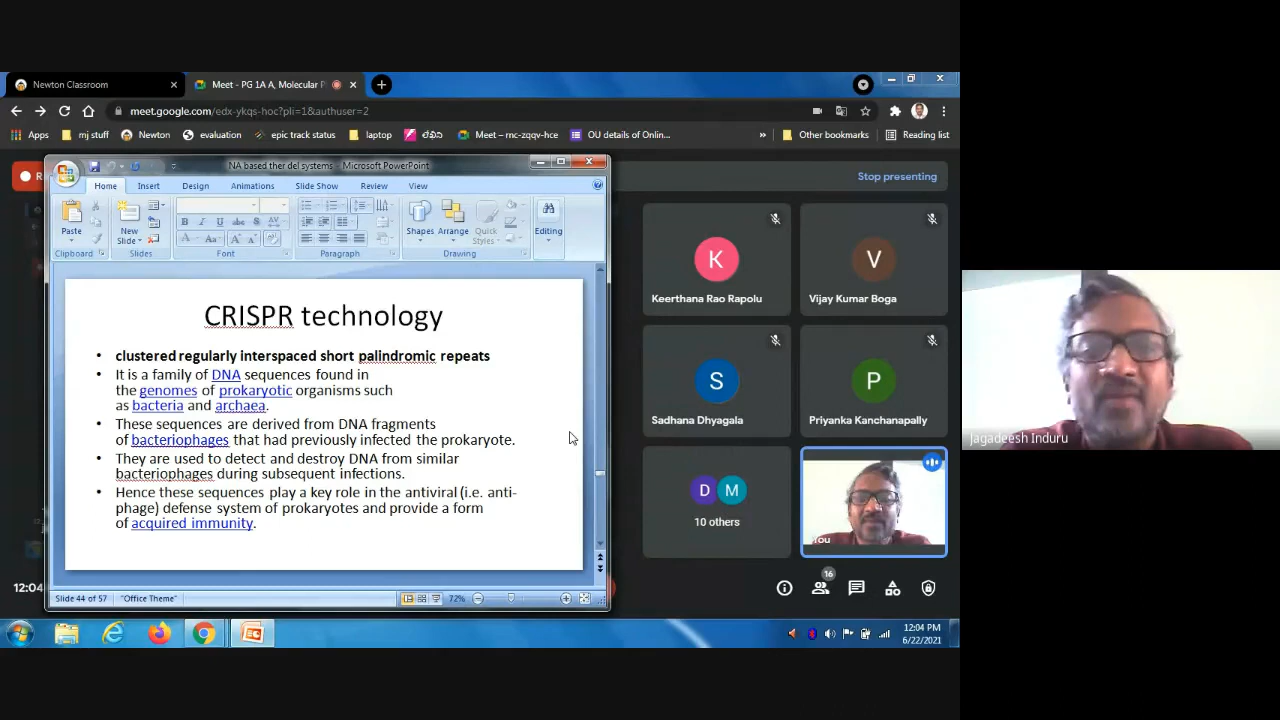 Newton Classroom
Meet - PG 1A A, Molecular P
meet.google.com/edx-ykqs-hoc?pli=1&authuser=2
Apps mj stuff Newton evaluation epic track status laptop Meet – rnc-zqqv-hce OU details of Onlin... » Other bookmarks Reading list
NA based ther del systems - Microsoft PowerPoint
Stop presenting
Home Insert Design Animations Slide Show Review View
Paste
New
Slide
Shapes Arrange Quick
Styles
Editing
Clipboard Slides Font Paragraph Drawing
CRISPR technology
• clustered regularly interspaced short palindromic repeats
• It is a family of DNA sequences found in
the genomes of prokaryotic organisms such
as bacteria and archaea.
• These sequences are derived from DNA fragments
of bacteriophages that had previously infected the prokaryote.
• They are used to detect and destroy DNA from similar
bacteriophages during subsequent infections.
• Hence these sequences play a key role in the antiviral (i.e. anti-
phage) defense system of prokaryotes and provide a form
of acquired immunity.
Slide 44 of 57 "Office Theme" 72%
K
Keerthana Rao Rapolu
V
Vijay Kumar Boga
S
Sadhana Dhyagala
P
Priyanka Kanchanapally
D M
10 others
You
16
12:04
12:04 PM
6/22/2021
Jagadeesh Induru